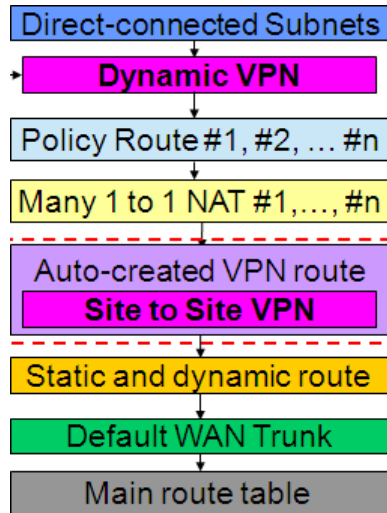 Direct-connected Subnets
Dynamic VPN
Policy Route #1, #2, ... #n
Many 1 to 1 NAT #1,..., #n
Auto-created VPN route
Site to Site VPN
Static and dynamic route
Default WAN Trunk
Main route table